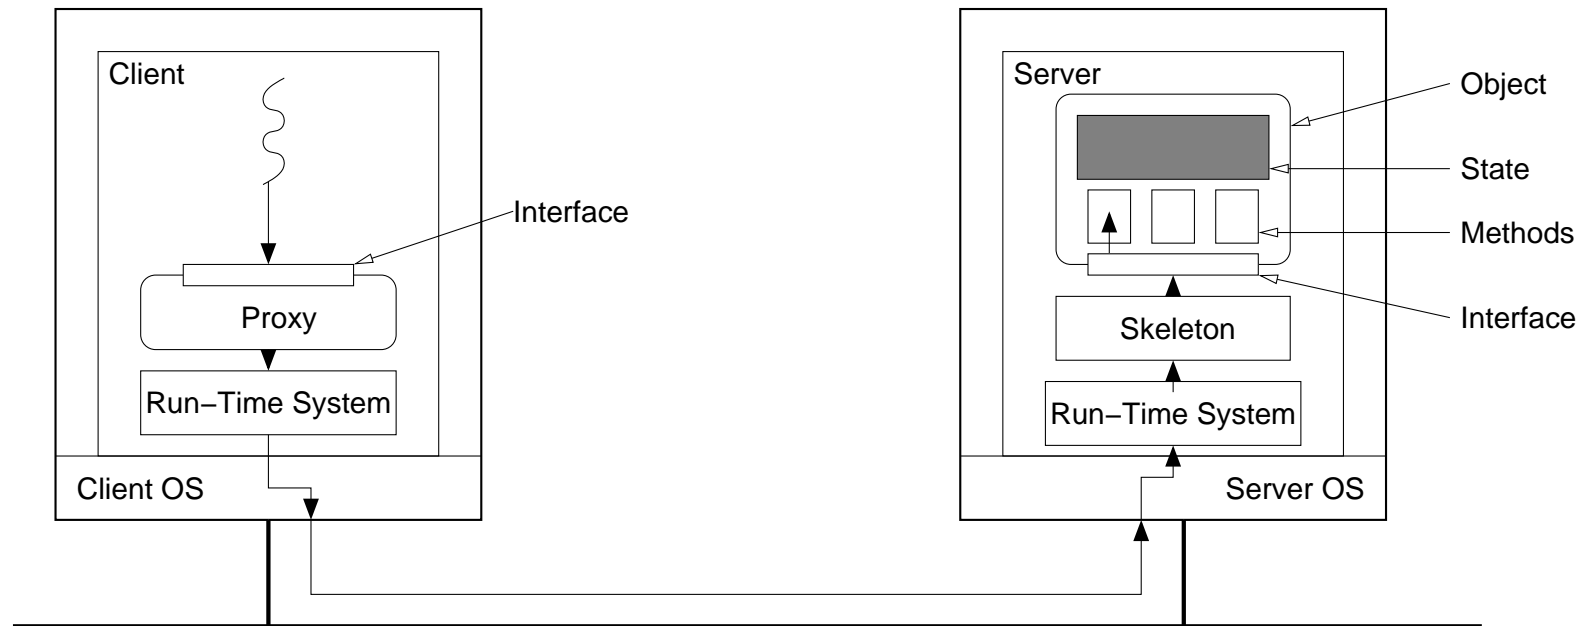 Client
Interface
Proxy
Run−Time System
Client OS
Server
Object
State
Methods
Interface
Skeleton
Run−Time System
Server OS